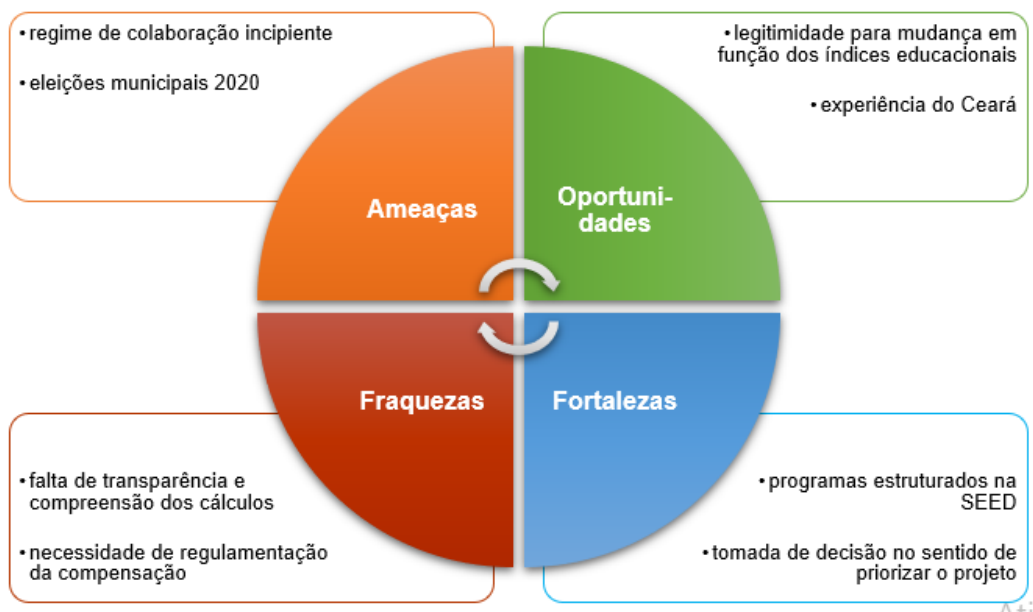 • regime de colaboração incipiente
• eleições municipais 2020
• legitimidade para mudança em
função dos índices educacionais
• experiência do Ceará
Ameaças
Oportuni-
dades
Fraquezas
Fortalezas
• falta de transparência e
compreensão dos cálculos
• necessidade de regulamentação
da compensação
• programas estruturados na
SEED
• tomada de decisão no sentido de
priorizar o projeto